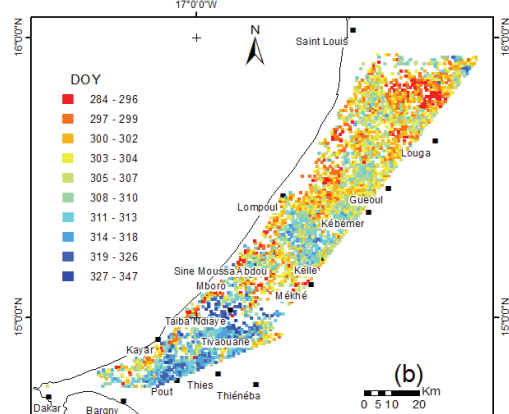 17°0'0"W
16°0'0"N
16°0'0"N
N
Saint Louis
DOY
284 - 296
297 - 299
300 - 302
303 - 304
305 - 307
308 - 310
311 - 313
314 - 318
319 - 326
327 - 347
Louga
Gueoul
Lompoul
Kébémer
Sine Moussa Abdou
Kelle
Mboro
Mékhé
15°0'0"N
15°0'0"N
Taiba Ndiaye
Tivaouane
Kayar
Pout
Thies
Thiénéba
Dakar
Bargny
(b)
Km
0 5 10 20